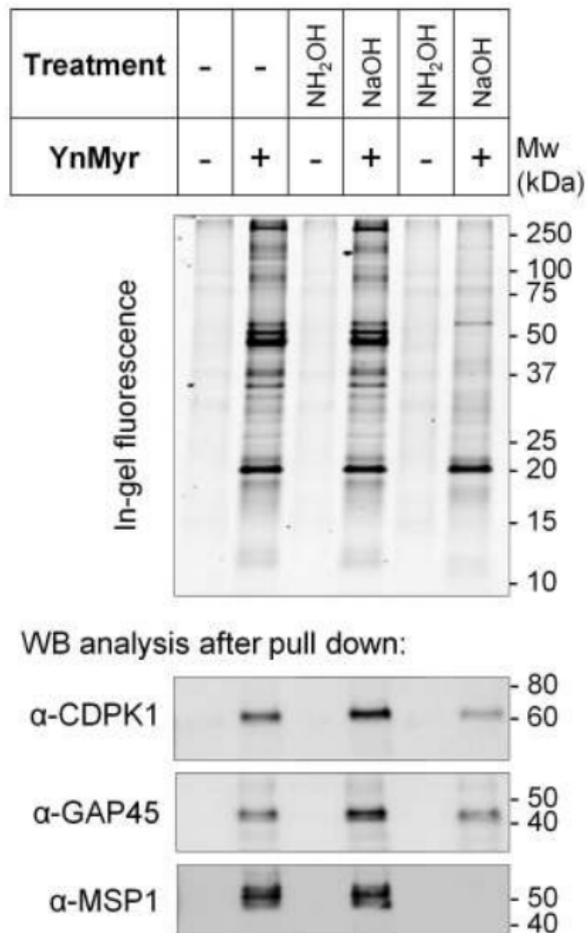 Treatment - - NH₂OH NaOH NH₂OH NaOH
YnMyr - + - + - + Mw
(kDa)
In-gel fluorescence
250
100
75
50
37
25
20
15
10
WB analysis after pull down:
α-CDPK1
80
60
α-GAP45
50
40
α-MSP1
50
40